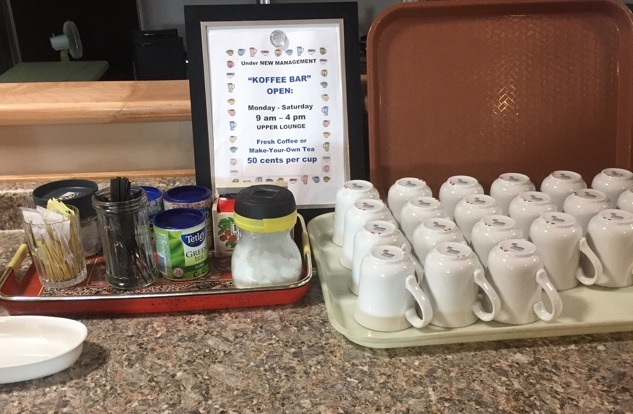 Under NEW MANAGEMENT
"KOFFEE BAR"
OPEN:
Monday - Saturday
9 am – 4 pm
UPPER LOUNGE
Fresh Coffee or
Make-Your-Own Tea
50 cents per cup
Tetley
GREEN